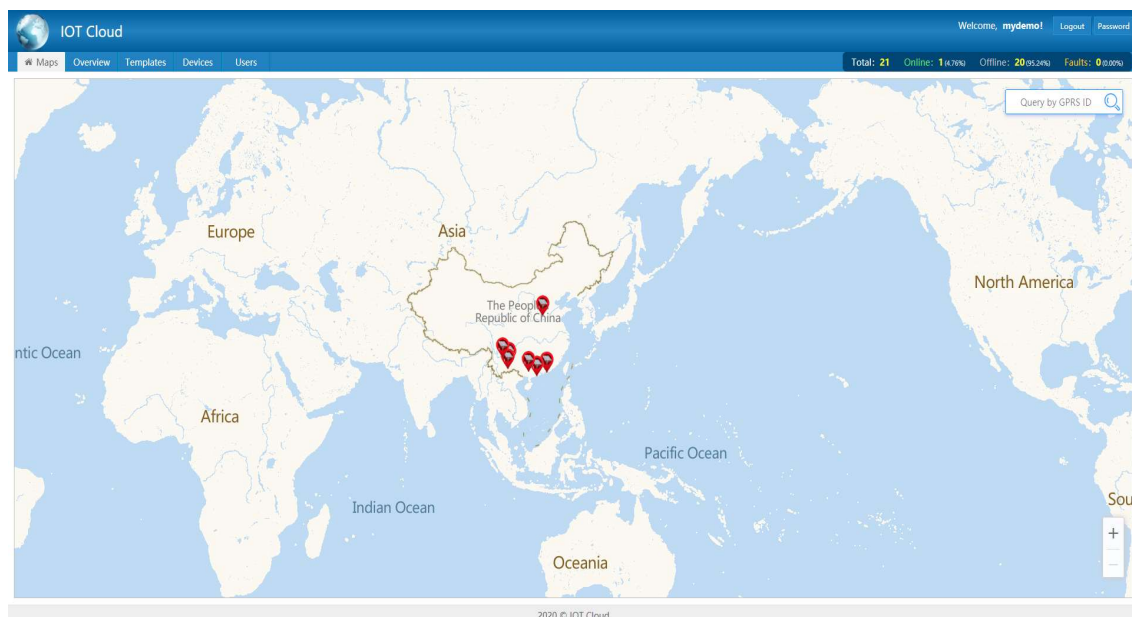 IOT Cloud
Welcome, mydemo! Logout Password
Maps Overview Templates Devices Users
Total: 21 Online: 1 (4.76%) Offline: 20 (95.24%) Faults: 0 (0.00%)
Query by GPRS ID
Europe
Asia
North America
The Peop
Republic of China
ntic Ocean
Africa
Pacific Ocean
Indian Ocean
Sou
+
Oceania
2020 © IOT Cloud